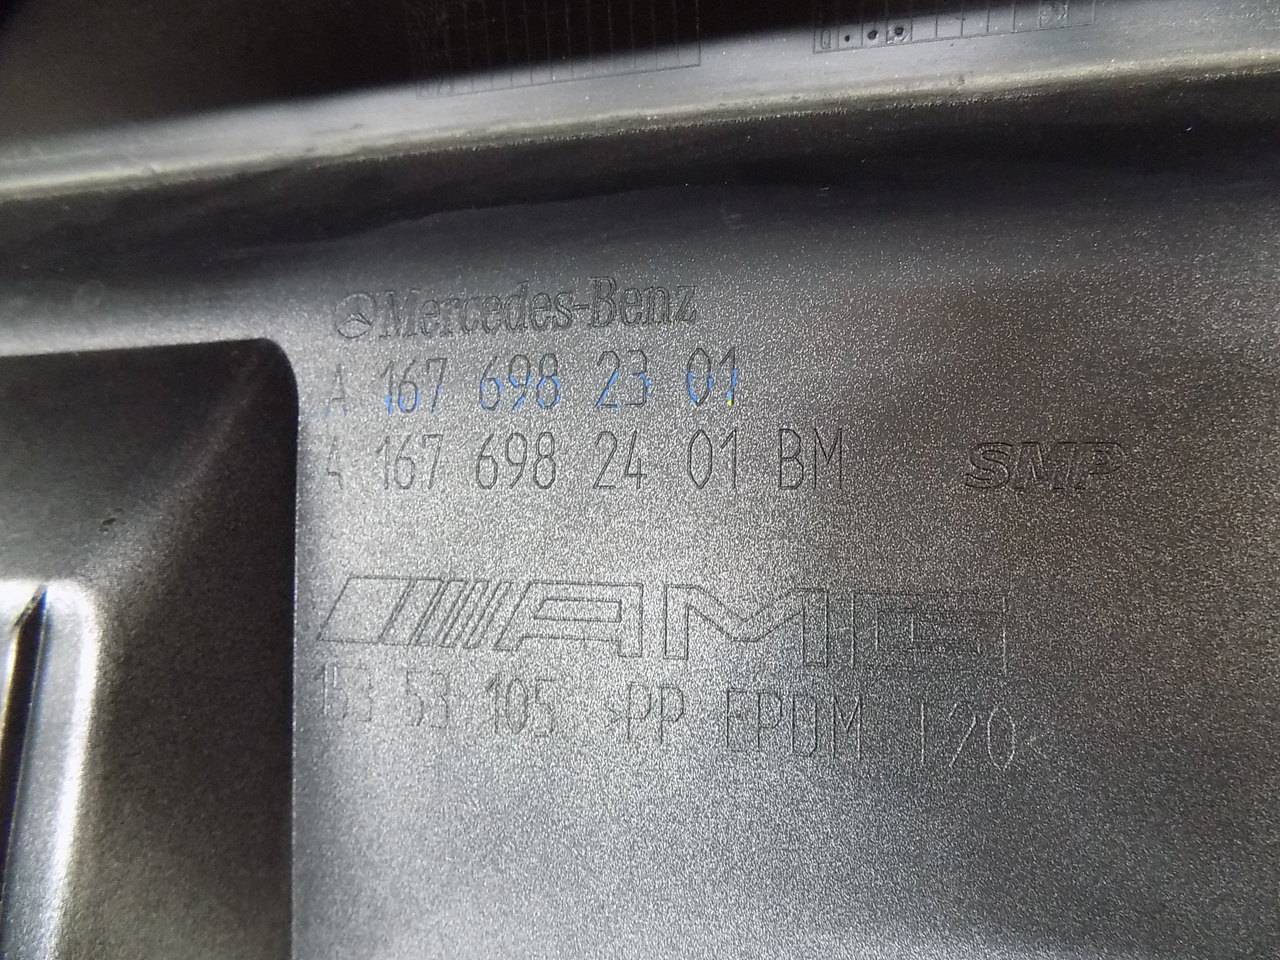 Mercedes-Benz
A 167 698 23 01
A 167 698 24 01 BM
SMP
AMG
153 53 105 >PP EPDM T20<